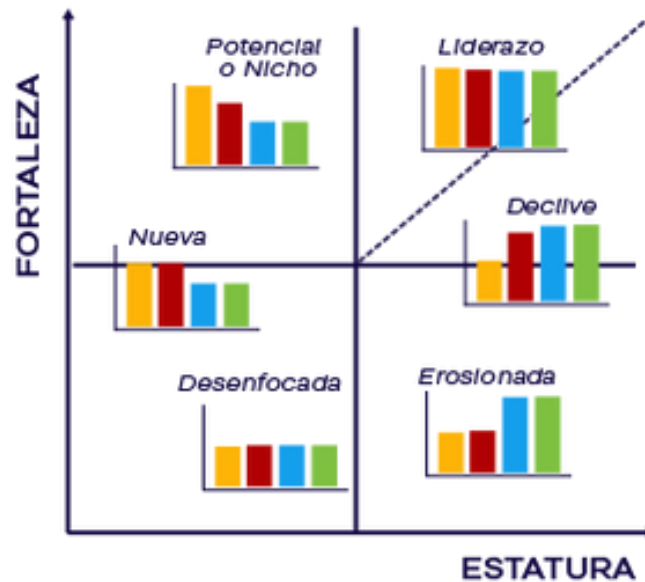 Potencial
o Nicho
Liderazo
FORTALEZA
Nueva
Declive
Desenfocada
Erosionada
ESTATURA